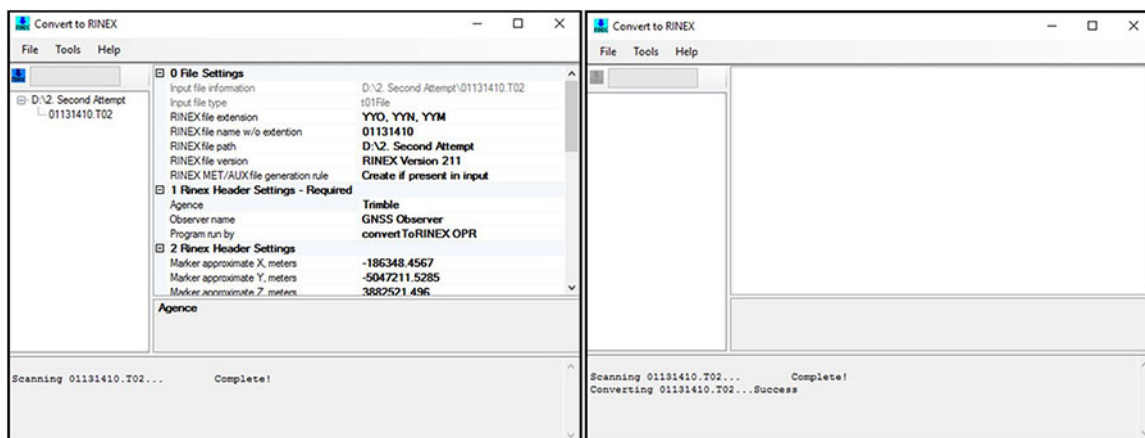 Convert to RINEX
File Tools Help
D:\2. Second Attempt
01131410.T02
0 File Settings
Input file information D:\2. Second Attempt\01131410.T02
Input file type t01File
RINEX file extension YYO, YYN, YYM
RINEX file name w/o extention 01131410
RINEX file path D:\2. Second Attempt
RINEX file version RINEX Version 211
RINEX MET/AUX file generation rule Create if present in input
1 Rinex Header Settings - Required
Agence Trimble
Observer name GNSS Observer
Program run by convertToRINEX OPR
2 Rinex Header Settings
Marker approximate X, meters -186348.4567
Marker approximate Y, meters -5047211.5285
Marker approximate Z, meters 3882521.496
Agence
Scanning 01131410.T02... Complete!
Convert to RINEX
File Tools Help
Scanning 01131410.T02... Complete!
Converting 01131410.T02...Success